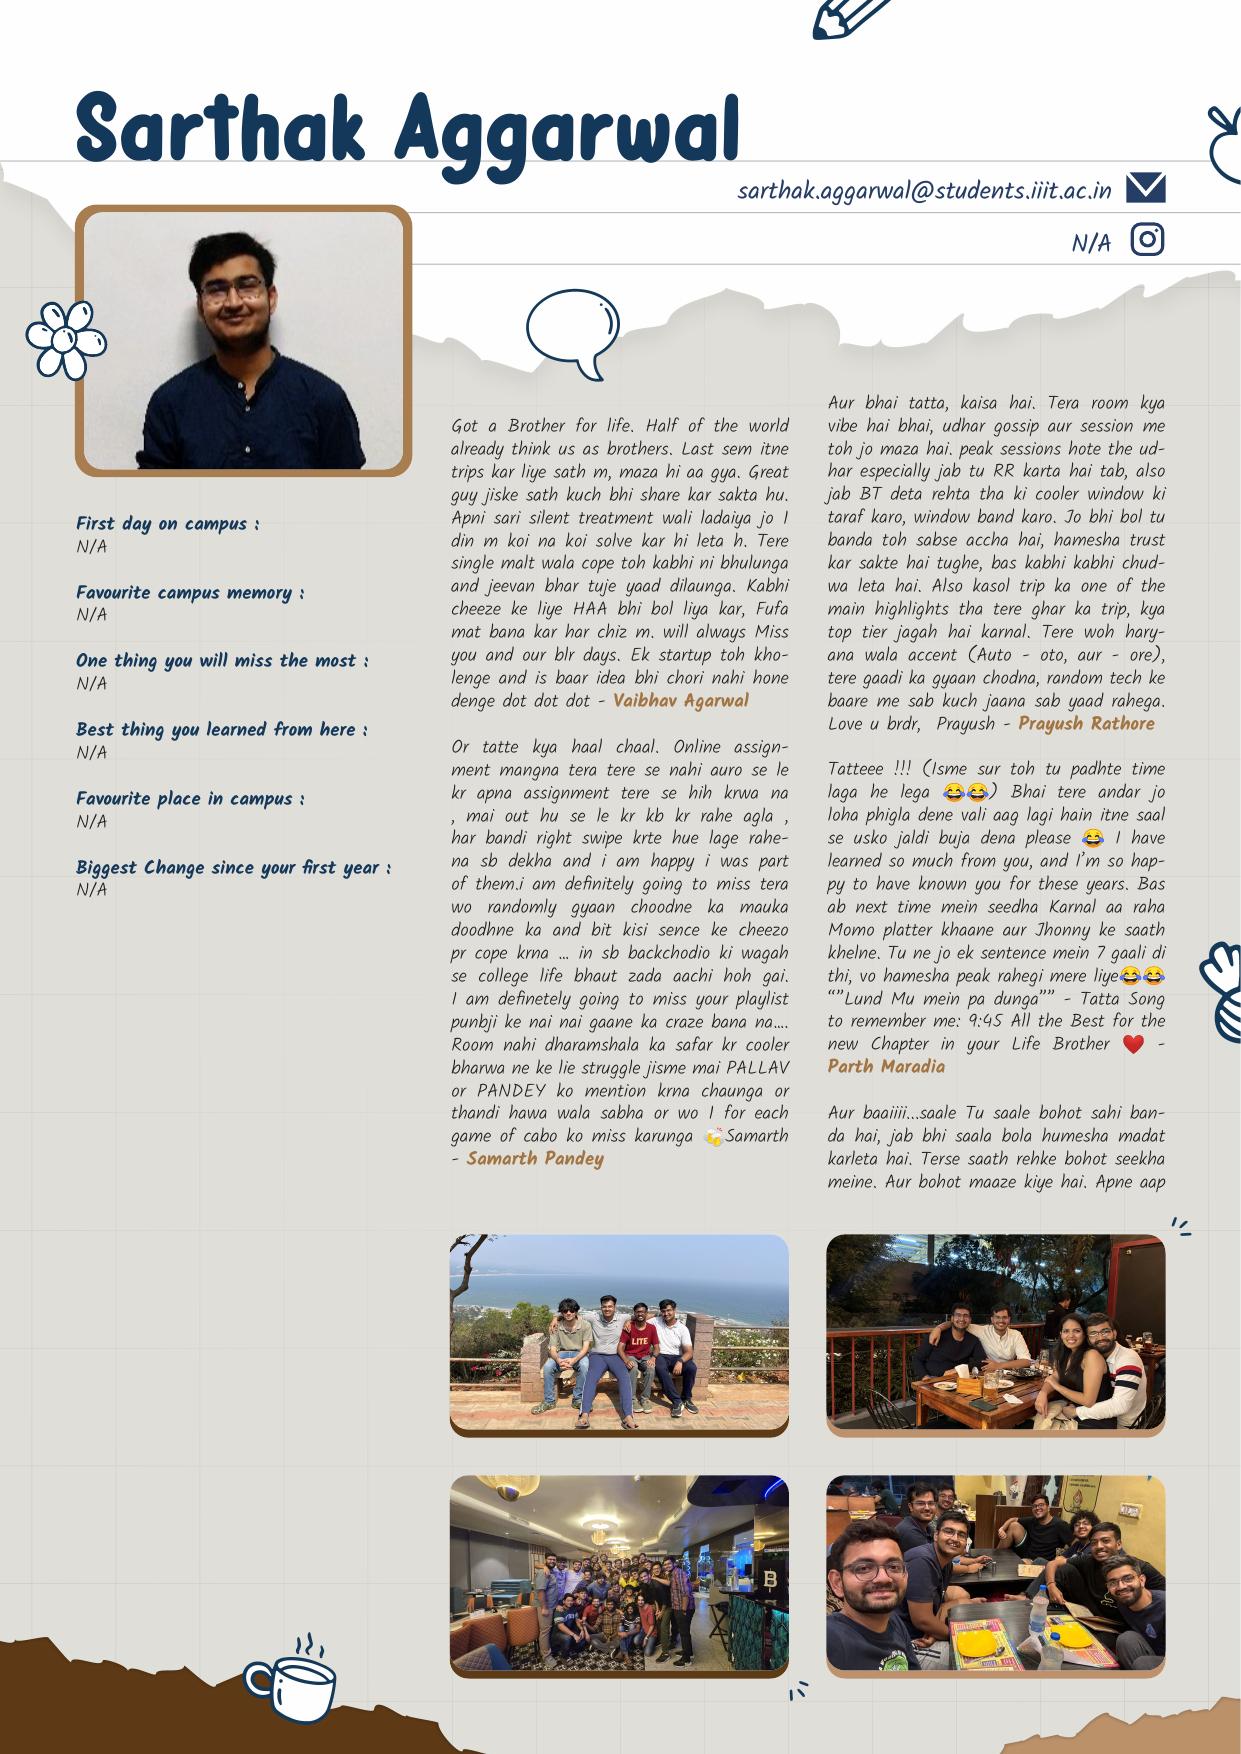 Sarthak Aggarwal
sarthak.aggarwal@students.iiit.ac.in
N/A
First day on campus :
N/A
Favourite campus memory :
N/A
One thing you will miss the most :
N/A
Best thing you learned from here :
N/A
Favourite place in campus :
N/A
Biggest Change since your first year :
N/A
Got a Brother for life. Half of the world
already think us as brothers. Last sem itne
trips kar liye sath m, maza hi aa gya. Great
guy jiske sath kuch bhi share kar sakta hu.
Apni sari silent treatment wali ladaiya jo 1
din m koi na koi solve kar hi leta h. Tere
single malt wala cope toh kabhi ni bhulunga
and jeevan bhar tuje yaad dilaunga. Kabhi
cheeze ke liye HAA bhi bol liya kar, Fufa
mat bana kar har chiz m. will always Miss
you and our blr days. Ek startup toh kho-
lenge and is baar idea bhi chori nahi hone
denge dot dot dot - Vaibhav Agarwal
Or tatte kya haal chaal. Online assign-
ment mangna tera tere se nahi auro se le
kr apna assignment tere se hih krwa na
, mai out hu se le kr kb kr rahe agla ,
har bandi right swipe krte hue lage rahe-
na sb dekha and i am happy i was part
of them.i am definitely going to miss tera
wo randomly gyaan choodne ka mauka
doodhne ka and bit kisi sence ke cheezo
pr cope krna ... in sb backchodio ki wagah
se college life bhaut zada aachi hoh gai.
I am definetely going to miss your playlist
punbji ke nai nai gaane ka craze bana na....
Room nahi dharamshala ka safar kr cooler
bharwa ne ke lie struggle jisme mai PALLAV
or PANDEY ko mention krna chaunga or
thandi hawa wala sabha or wo 1 for each
game of cabo ko miss karunga 🍻Samarth
- Samarth Pandey
Aur bhai tatta, kaisa hai. Tera room kya
vibe hai bhai, udhar gossip aur session me
toh jo maza hai. peak sessions hote the ud-
har especially jab tu RR karta hai tab, also
jab BT deta rehta tha ki cooler window ki
taraf karo, window band karo. Jo bhi bol tu
banda toh sabse accha hai, hamesha trust
kar sakte hai tughe, bas kabhi kabhi chud-
wa leta hai. Also kasol trip ka one of the
main highlights tha tere ghar ka trip, kya
top tier jagah hai karnal. Tere woh hary-
ana wala accent (Auto - oto, aur - ore),
tere gaadi ka gyaan chodna, random tech ke
baare me sab kuch jaana sab yaad rahega.
Love u brdr, Prayush - Prayush Rathore
Tatteee !!! (Isme sur toh tu padhte time
laga he lega 😂😂) Bhai tere andar jo
loha phigla dene vali aag lagi hain itne saal
se usko jaldi buja dena please 😂 I have
learned so much from you, and I'm so hap-
py to have known you for these years. Bas
ab next time mein seedha Karnal aa raha
Momo platter khaane aur Jhonny ke saath
khelne. Tu ne jo ek sentence mein 7 gaali di
thi, vo hamesha peak rahegi mere liye😂😂
“”Lund Mu mein pa dunga”” - Tatta Song
to remember me: 9:45 All the Best for the
new Chapter in your Life Brother ❤️ -
Parth Maradia
Aur baaiiii...saale Tu saale bohot sahi ban-
da hai, jab bhi saala bola humesha madat
karleta hai. Terse saath rehke bohot seekha
meine. Aur bohot maaze kiye hai. Apne aap
LITE
B